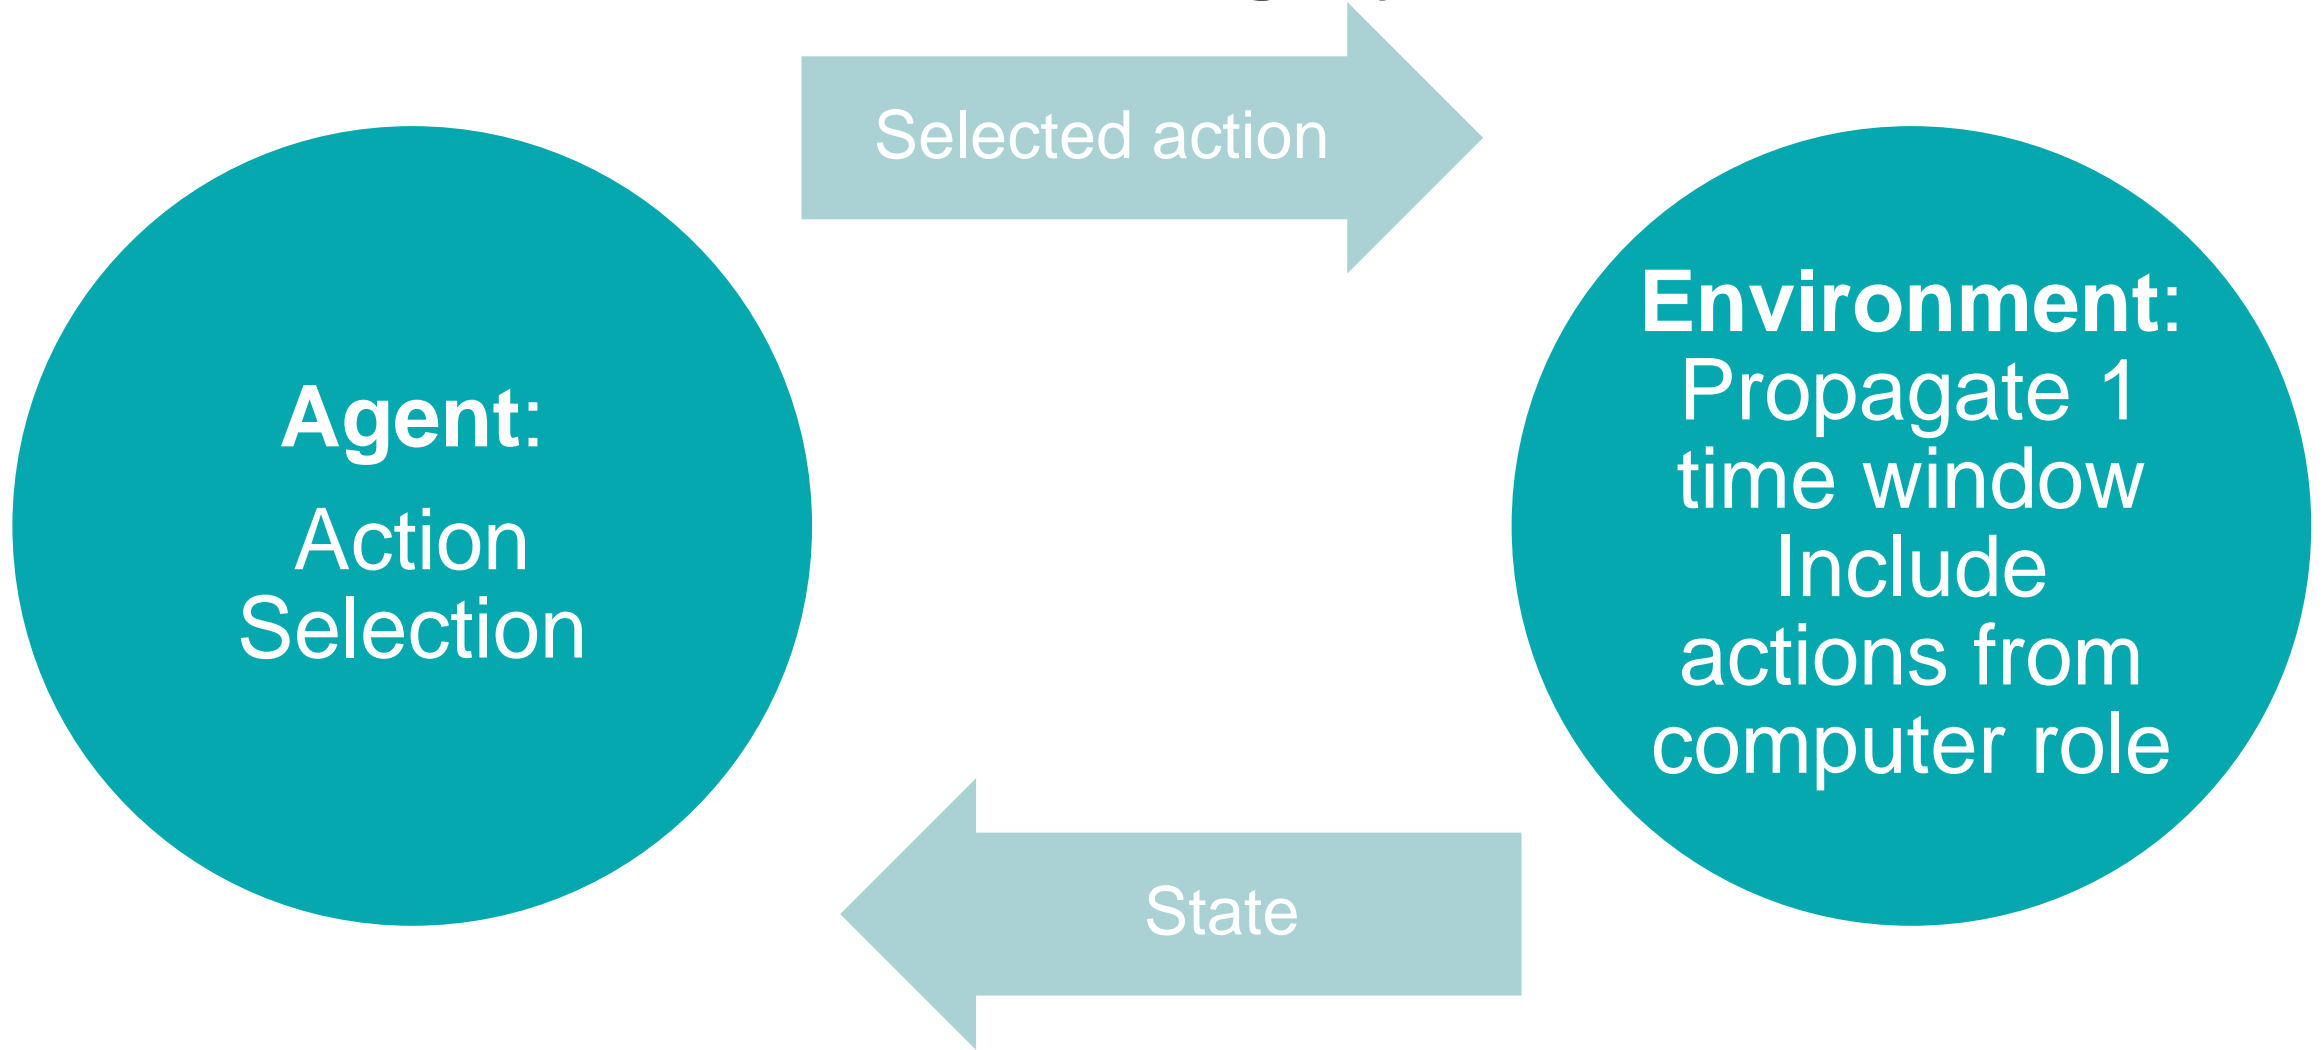 Selected action
Agent:
Action
Selection
Environment:
Propagate 1
time window
Include
actions from
computer role
State